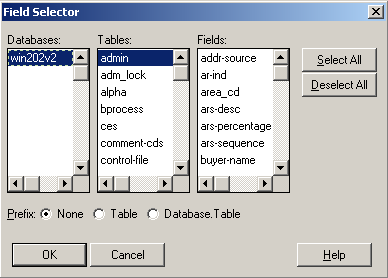 Field Selector
Databases:
Tables:
Fields:
win202v2
admin
adm_lock
alpha
bprocess
ces
comment-cds
control-file
addr-source
ar-ind
area_cd
ars-desc
ars-percentage
ars-sequence
buyer-name
Select All
Deselect All
Prefix: None Table Database.Table
OK Cancel Help